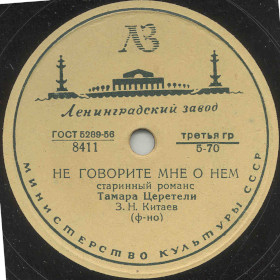 ЛЗ
Ленинградский завод
ГОСТ 5289-56
8411
третья гр
5-70
НЕ ГОВОРИТЕ МНЕ О НЕМ
старинный романс
Тамара Церетели
З. Н. Китаев
(ф-но)
МИНИСТЕРСТВО КУЛЬТУРЫ СССР